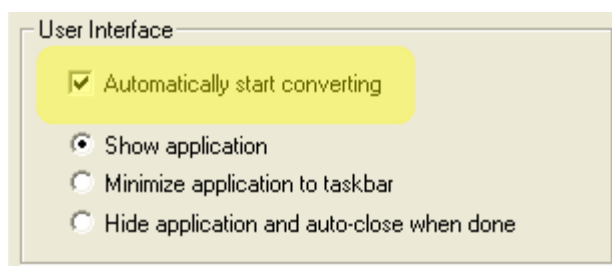 User Interface
Automatically start converting
Show application
Minimize application to taskbar
Hide application and auto-close when done